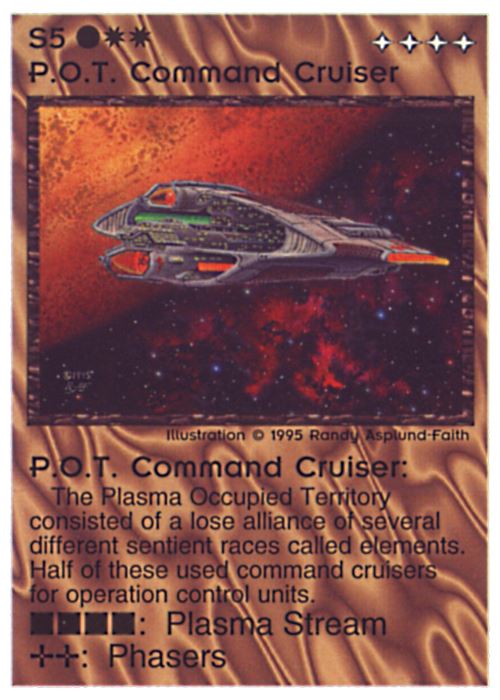 S5
P.O.T. Command Cruiser
Illustration © 1995 Randy Asplund-Faith
P.O.T. Command Cruiser:
The Plasma Occupied Territory
consisted of a lose alliance of several
different sentient races called elements.
Half of these used command cruisers
for operation control units.
: Plasma Stream
: Phasers